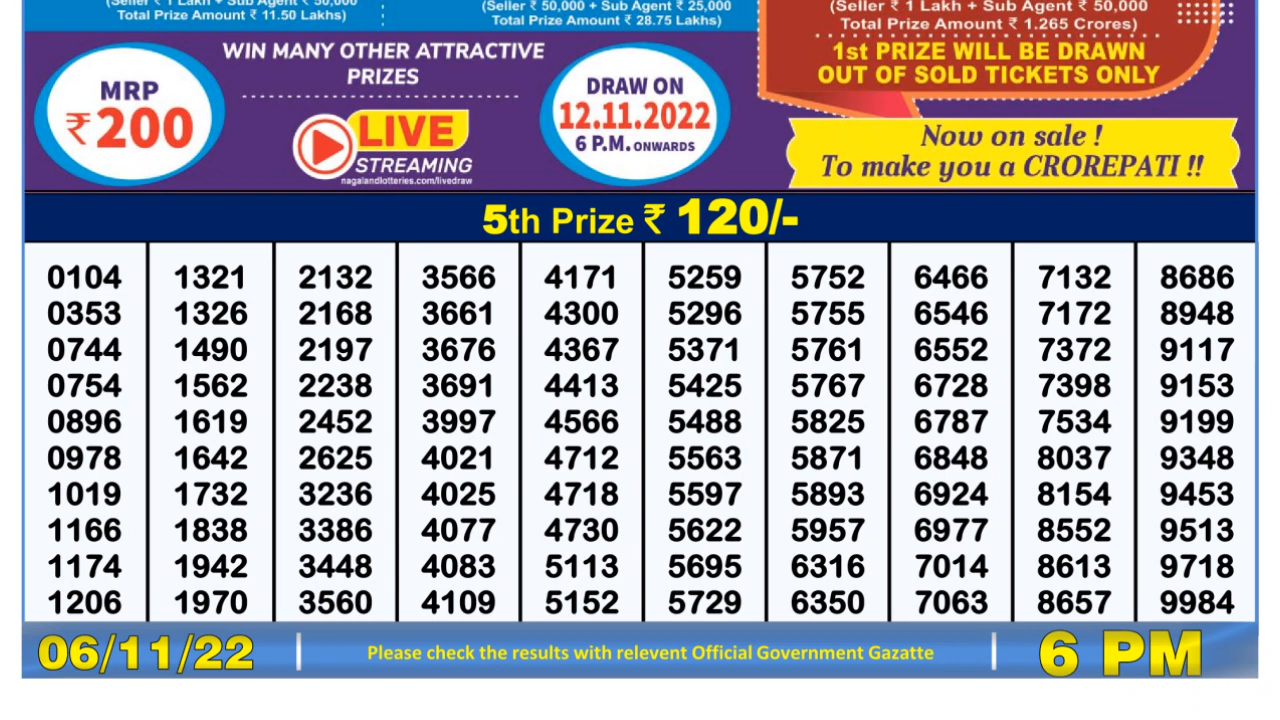 (Seller ₹ 1 Lakh + Sub Agent ₹ 50,000
Total Prize Amount ₹ 11.50 Lakhs)
(Seller ₹ 50,000 + Sub Agent ₹ 25,000
Total Prize Amount ₹ 28.75 Lakhs)
(Seller ₹ 1 Lakh + Sub Agent ₹ 50,000
Total Prize Amount ₹ 1.265 Crores)
1st PRIZE WILL BE DRAWN
OUT OF SOLD TICKETS ONLY
MRP
₹200
WIN MANY OTHER ATTRACTIVE
PRIZES
LIVE
STREAMING
nagalandlotteries.com/livedraw
DRAW ON
12.11.2022
6 P.M. ONWARDS
Now on sale !
To make you a CROREPATI !!
5th Prize ₹ 120/-
0104 1321 2132 3566 4171 5259 5752 6466 7132 8686
0353 1326 2168 3661 4300 5296 5755 6546 7172 8948
0744 1490 2197 3676 4367 5371 5761 6552 7372 9117
0754 1562 2238 3691 4413 5425 5767 6728 7398 9153
0896 1619 2452 3997 4566 5488 5825 6787 7534 9199
0978 1642 2625 4021 4712 5563 5871 6848 8037 9348
1019 1732 3236 4025 4718 5597 5893 6924 8154 9453
1166 1838 3386 4077 4730 5622 5957 6977 8552 9513
1174 1942 3448 4083 5113 5695 6316 7014 8613 9718
1206 1970 3560 4109 5152 5729 6350 7063 8657 9984
06/11/22 | Please check the results with relevent Official Government Gazatte | 6 PM